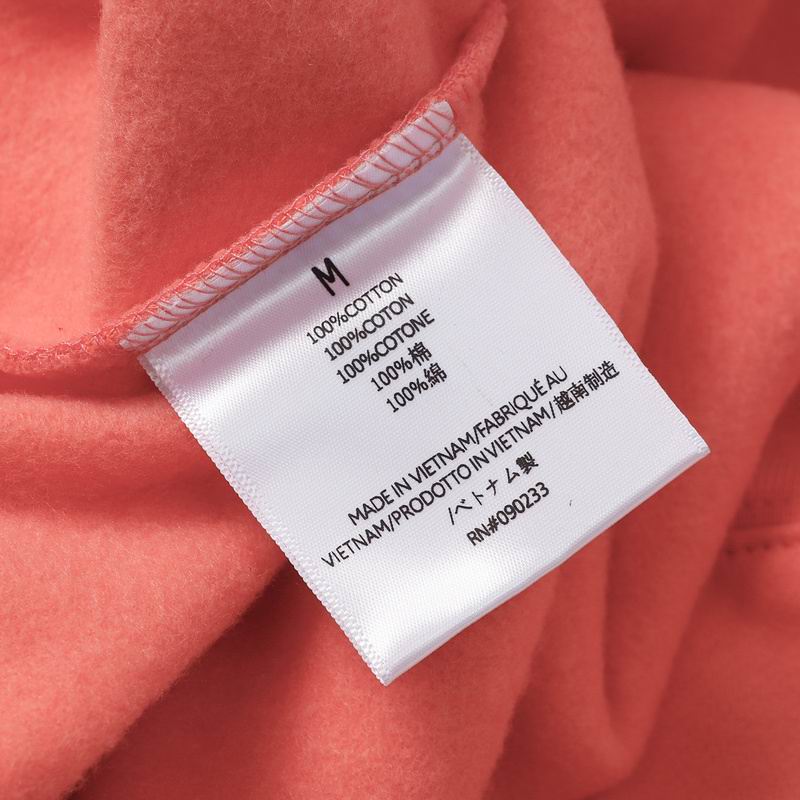 M
100%COTTON
100%COTON
100%COTONE
100%棉
100%綿
MADE IN VIETNAM/FABRIQUÉ AU
VIETNAM/PRODOTTO IN VIETNAM/越南制造
/ベトナム製
RN#090233